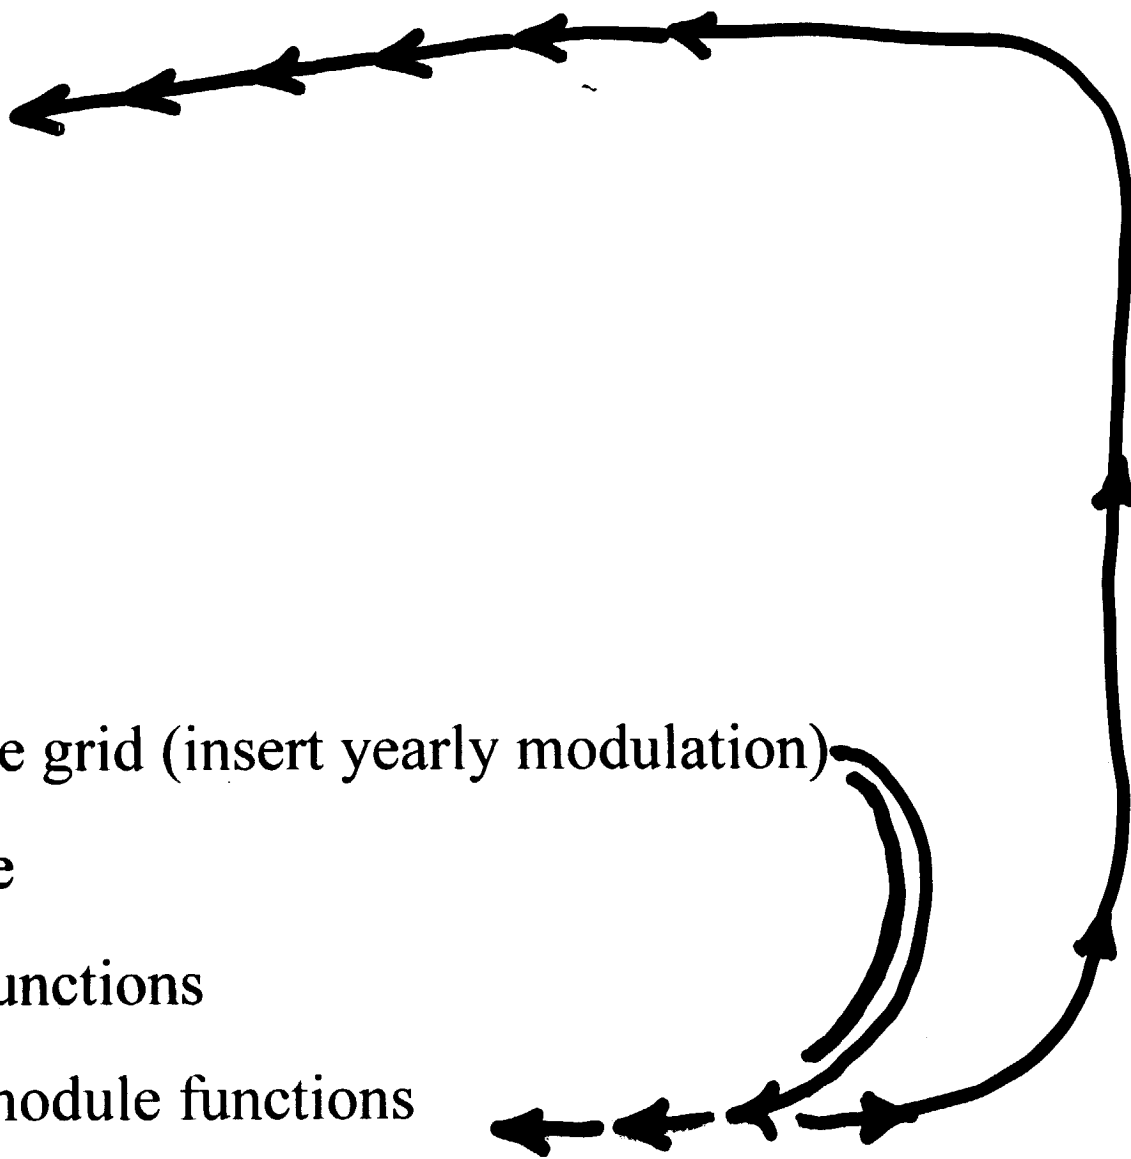 e grid (insert yearly modulation)
e
unctions
nodule functions